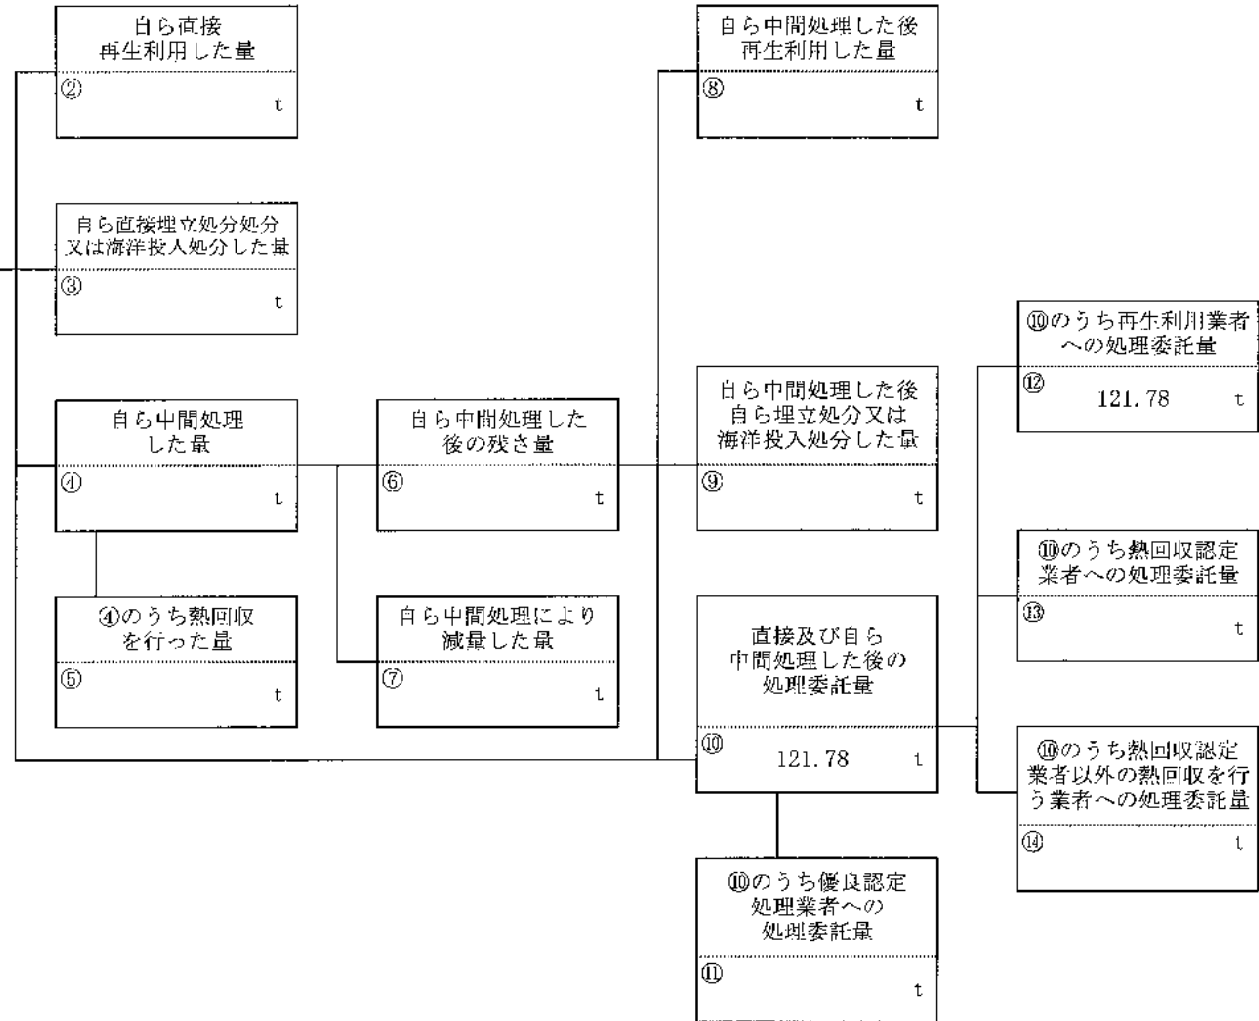 自ら直接
再生利用した量
②
t
自ら中間処理した後
再生利用した量
⑧
t
自ら直接埋立処分処分
又は海洋投入処分した量
③
t
⑩のうち再生利用業者
への処理委託量
⑫
121.78 t
自ら中間処理
した量
④
t
自ら中間処理した
後の残さ量
⑥
t
自ら中間処理した後
自ら埋立処分又は
海洋投入処分した量
⑨
t
⑩のうち熱回収認定
業者への処理委託量
⑬
t
④のうち熱回収
を行った量
⑤
t
自ら中間処理により
減量した量
⑦
t
直接及び自ら
中間処理した後の
処理委託量
⑩
121.78 t
⑩のうち熱回収認定
業者以外の熱回収を行
う業者への処理委託量
⑭
t
⑩のうち優良認定
処理業者への
処理委託量
⑪
t